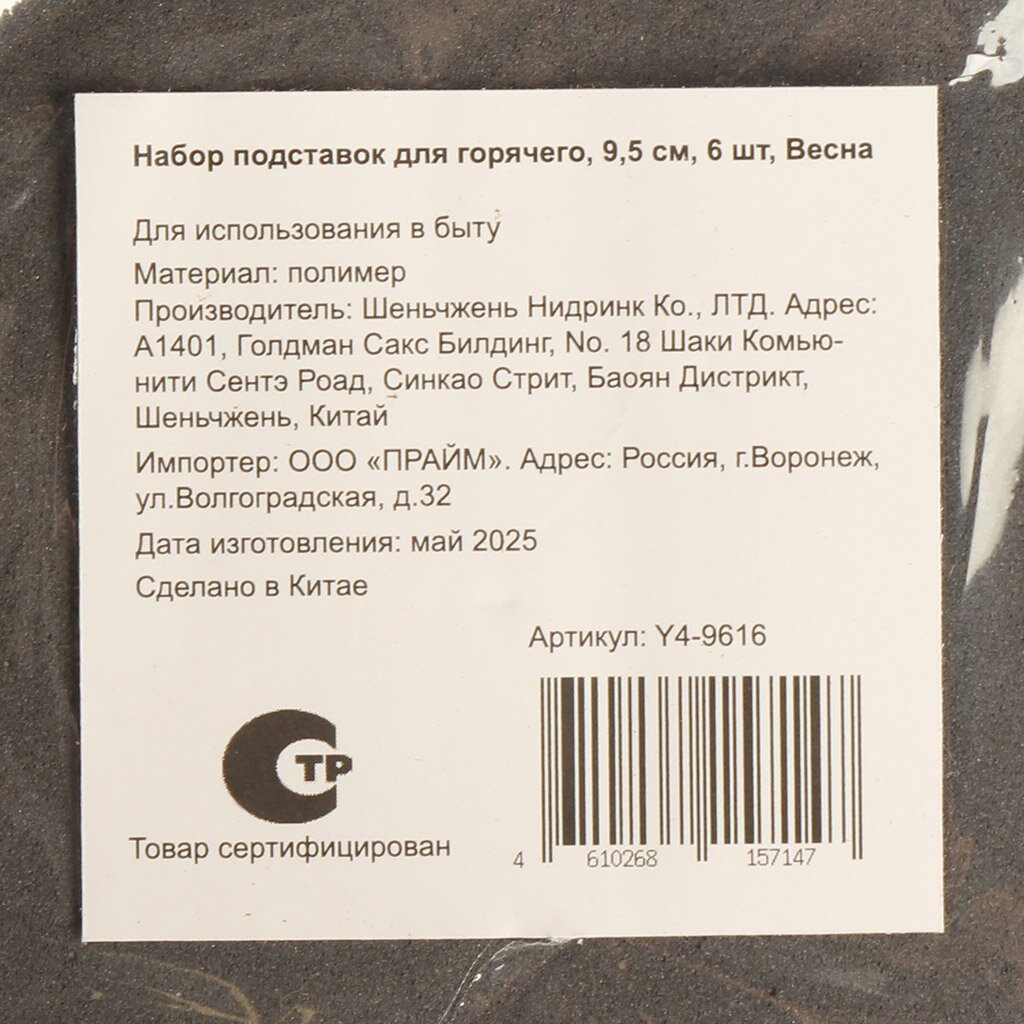 Набор подставок для горячего, 9,5 см, 6 шт, Весна
Для использования в быту
Материал: полимер
Производитель: Шеньчжень Нидринк Ко., ЛТД. Адрес:
А1401, Голдман Сакс Билдинг, No. 18 Шаки Комью-
нити Сентэ Роад, Синкао Стрит, Баоян Дистрикт,
Шеньчжень, Китай
Импортер: ООО «ПРАЙМ». Адрес: Россия, г.Воронеж,
ул.Волгоградская, д.32
Дата изготовления: май 2025
Сделано в Китае
Артикул: Y4-9616
СТР
Товар сертифицирован
4 610268 157147